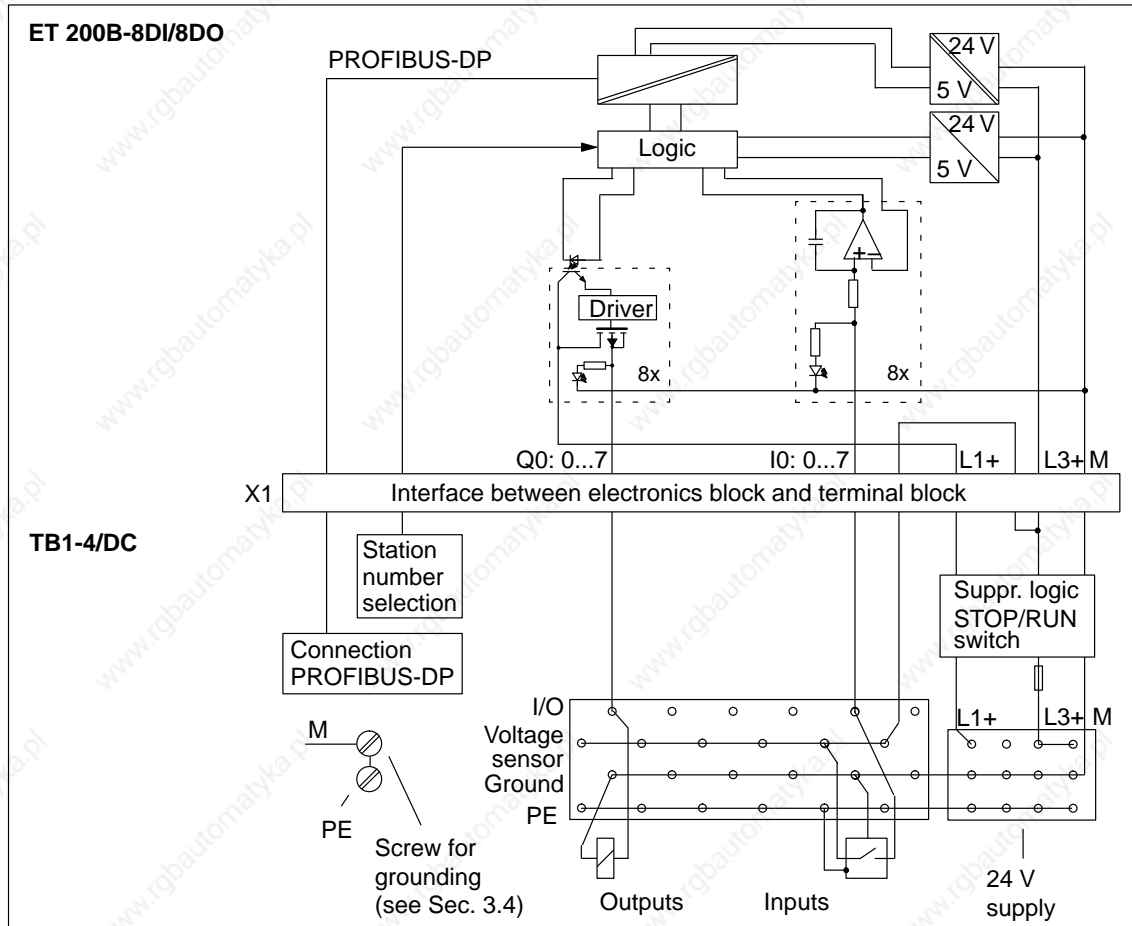 ET 200B-8DI/8DO
PROFIBUS-DP
24 V
5 V
24 V
5 V
Logic
Driver
8x
8x
Q0: 0...7
I0: 0...7
L1+
L3+ M
X1
Interface between electronics block and terminal block
TB1-4/DC
Station
number
selection
Suppr. logic
STOP/RUN
switch
Connection
PROFIBUS-DP
I/O
L1+
L3+ M
M
Voltage
sensor
Ground
PE
PE
Screw for
grounding
(see Sec. 3.4)
Outputs
Inputs
24 V
supply
www.rgbautomatyka.pl